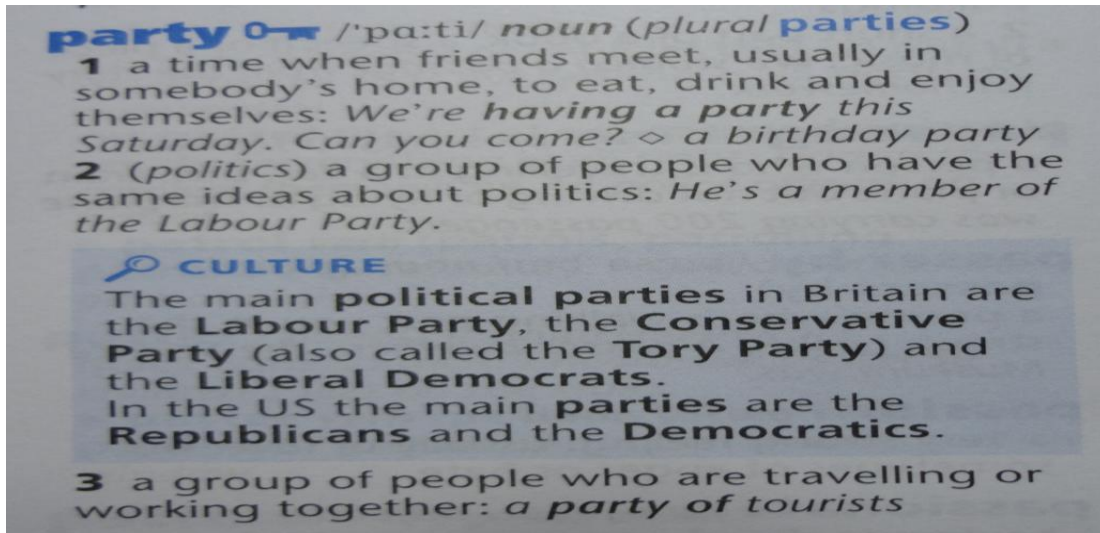 party /'pɑːti/ noun (plural parties)
1 a time when friends meet, usually in
somebody's home, to eat, drink and enjoy
themselves: We're having a party this
Saturday. Can you come? ◇ a birthday party
2 (politics) a group of people who have the
same ideas about politics: He's a member of
the Labour Party.
CULTURE
The main political parties in Britain are
the Labour Party, the Conservative
Party (also called the Tory Party) and
the Liberal Democrats.
In the US the main parties are the
Republicans and the Democratics.
3 a group of people who are travelling or
working together: a party of tourists